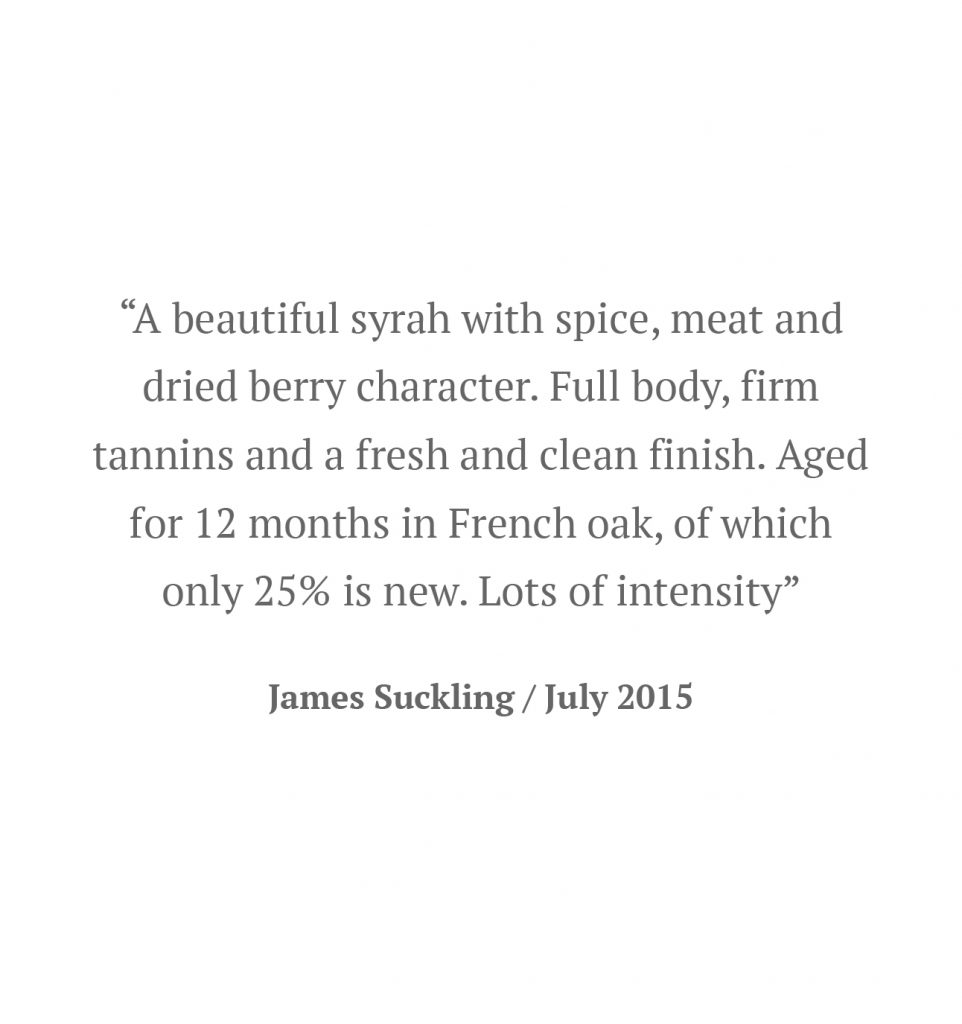 “A beautiful syrah with spice, meat and
dried berry character. Full body, firm
tannins and a fresh and clean finish. Aged
for 12 months in French oak, of which
only 25% is new. Lots of intensity”
James Suckling / July 2015